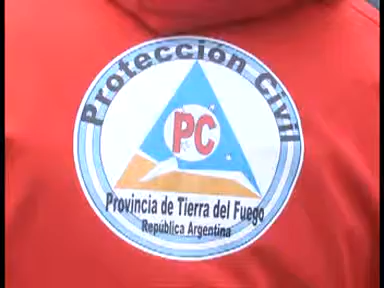 Protección Civil
PC
Provincia de Tierra del Fuego
República Argentina